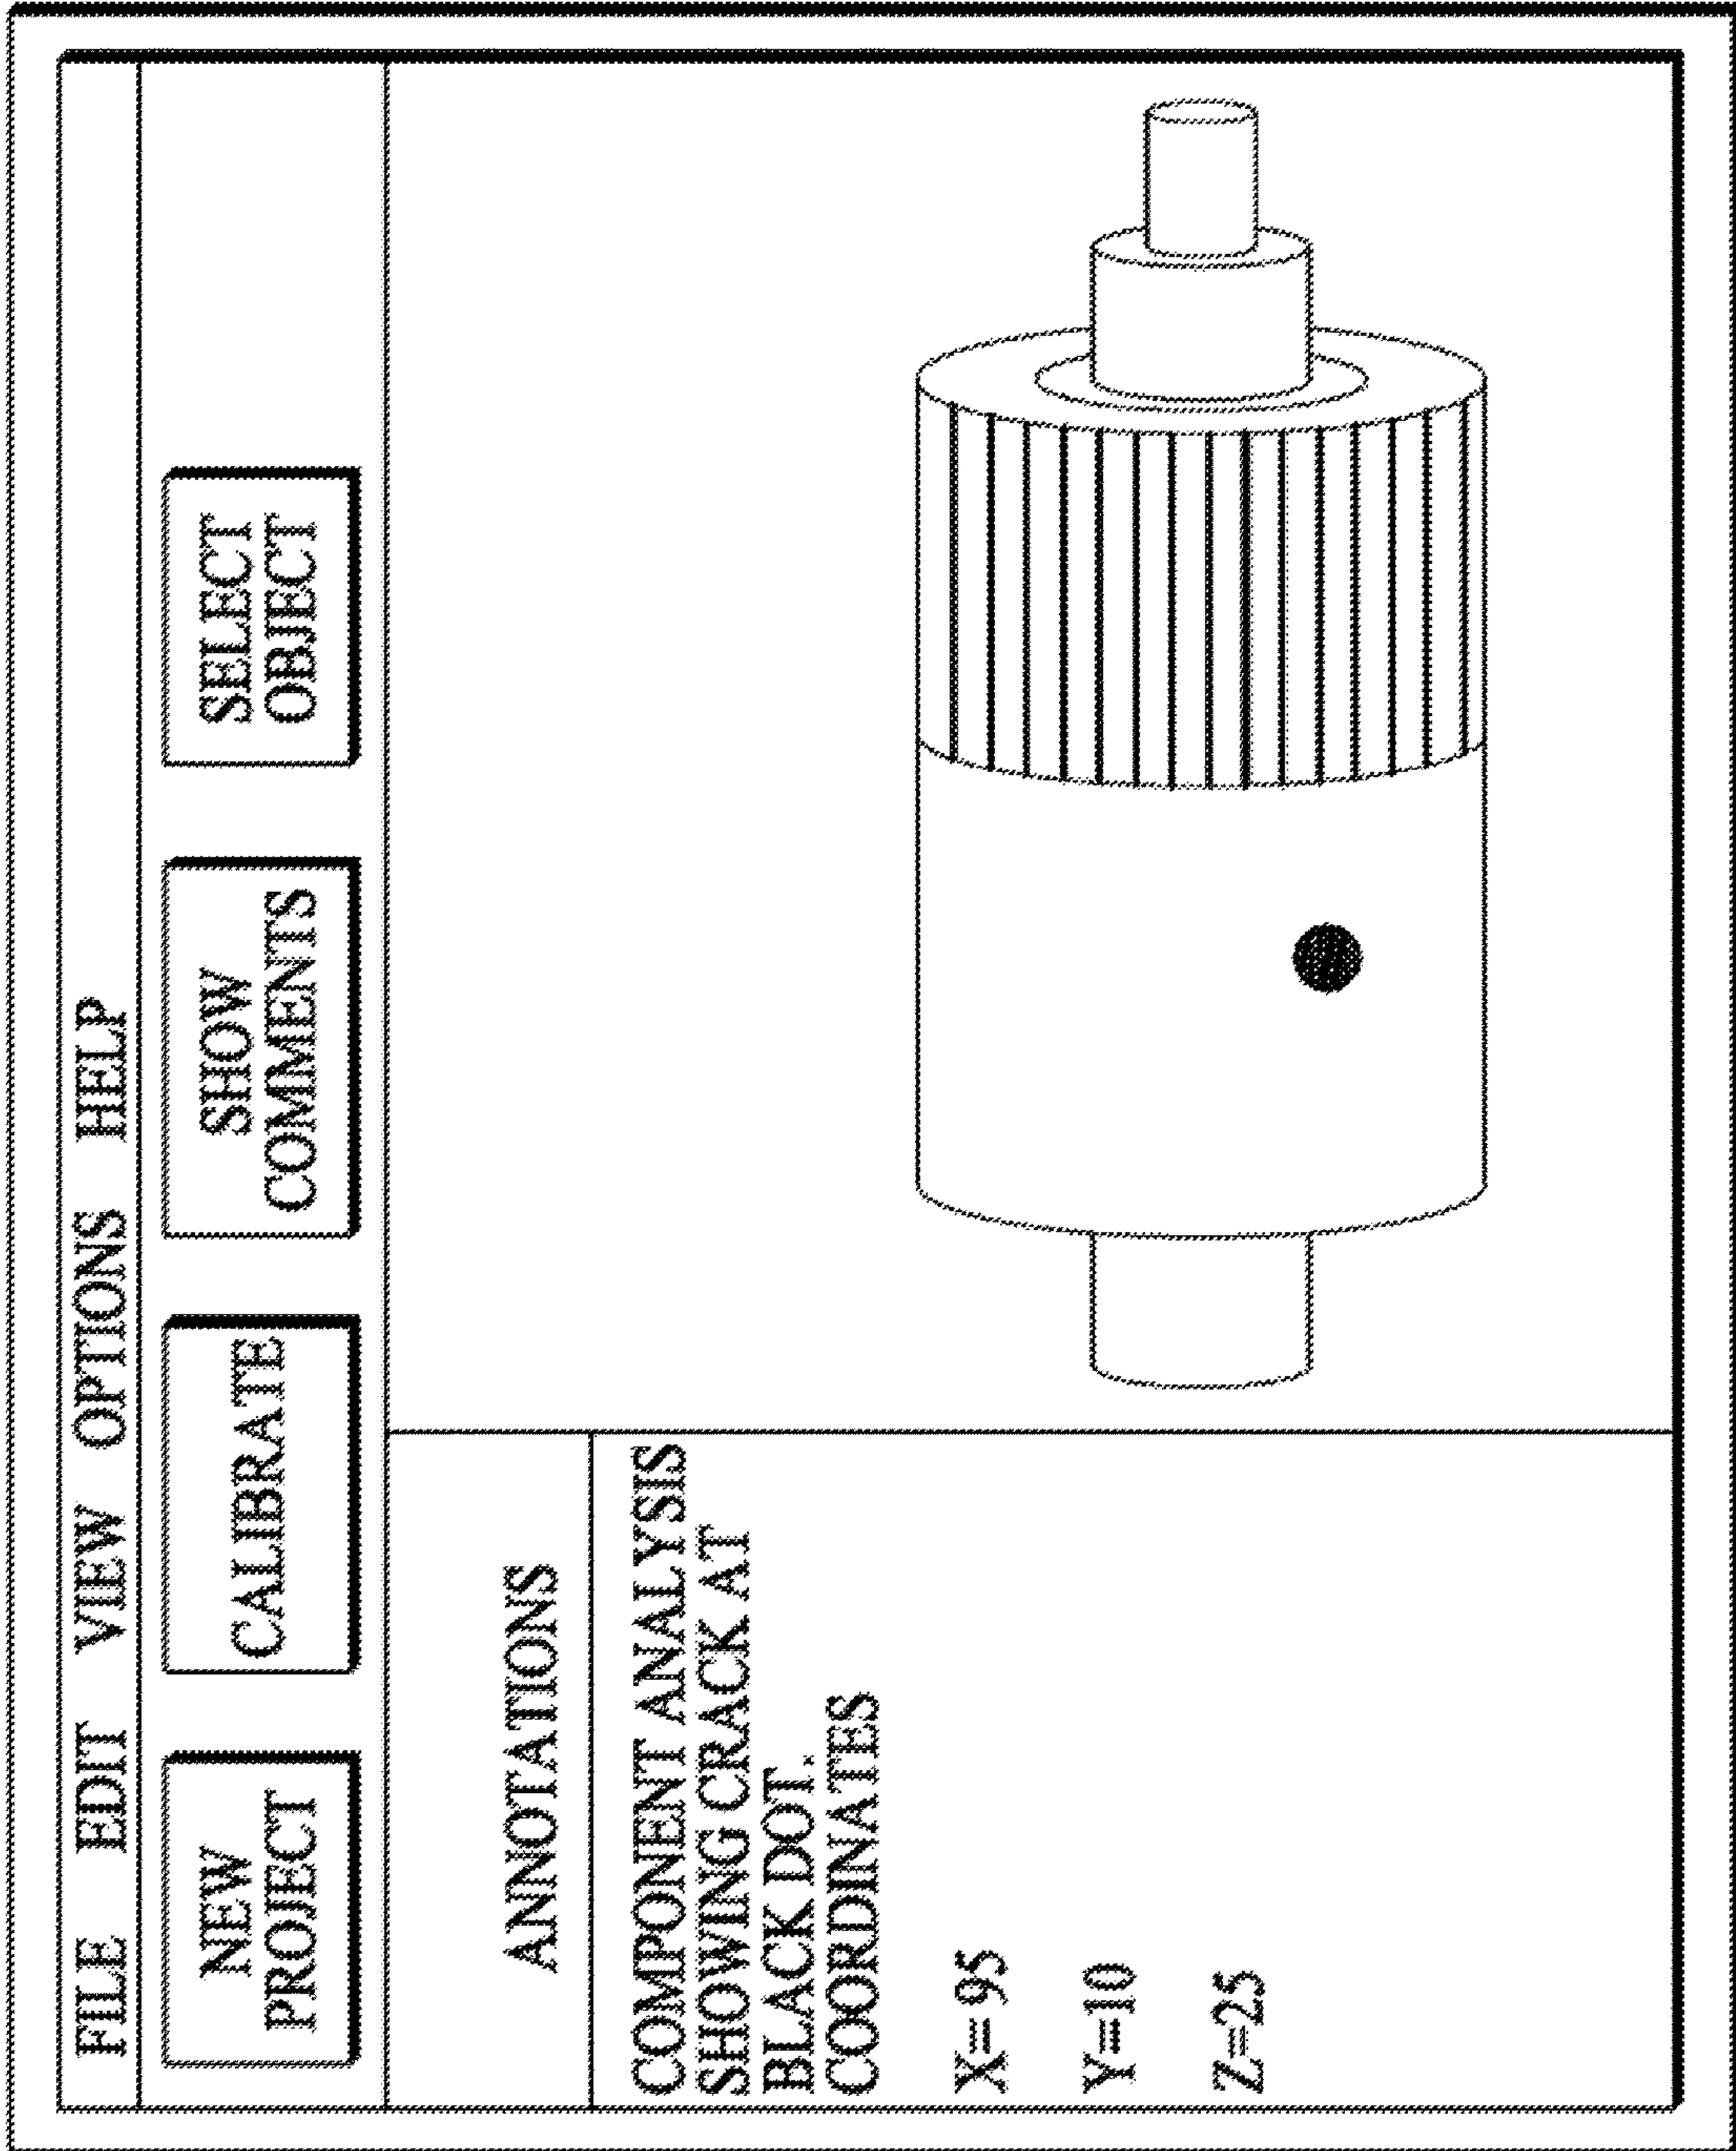 FILE EDIT VIEW OPTIONS HELP
NEW
PROJECT
CALIBRATE
SHOW
COMMENTS
SELECT
OBJECT
ANNOTATIONS
COMPONENT ANALYSIS
SHOWING CRACK AT
BLACK DOT.
COORDINATES
X=95
Y=10
Z=25